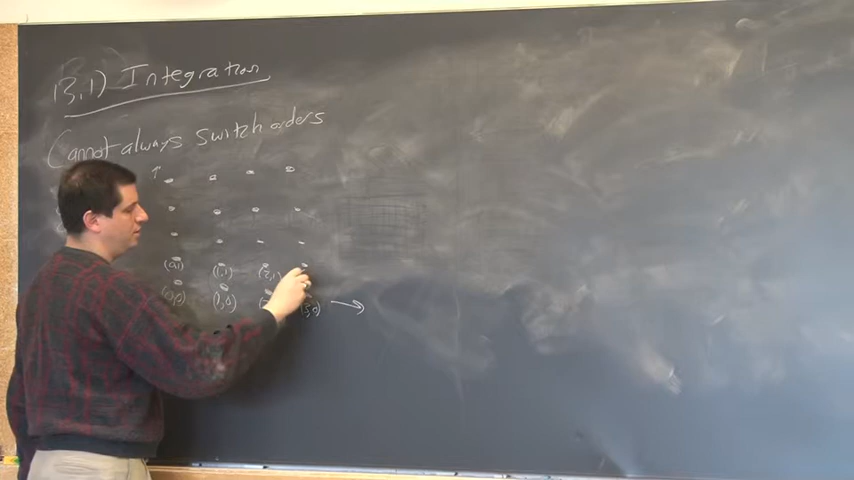 13.1) Integration
Cannot always switch orders
(0,1) (1,1) (2,1)
(0,0) (1,0) (3,0)